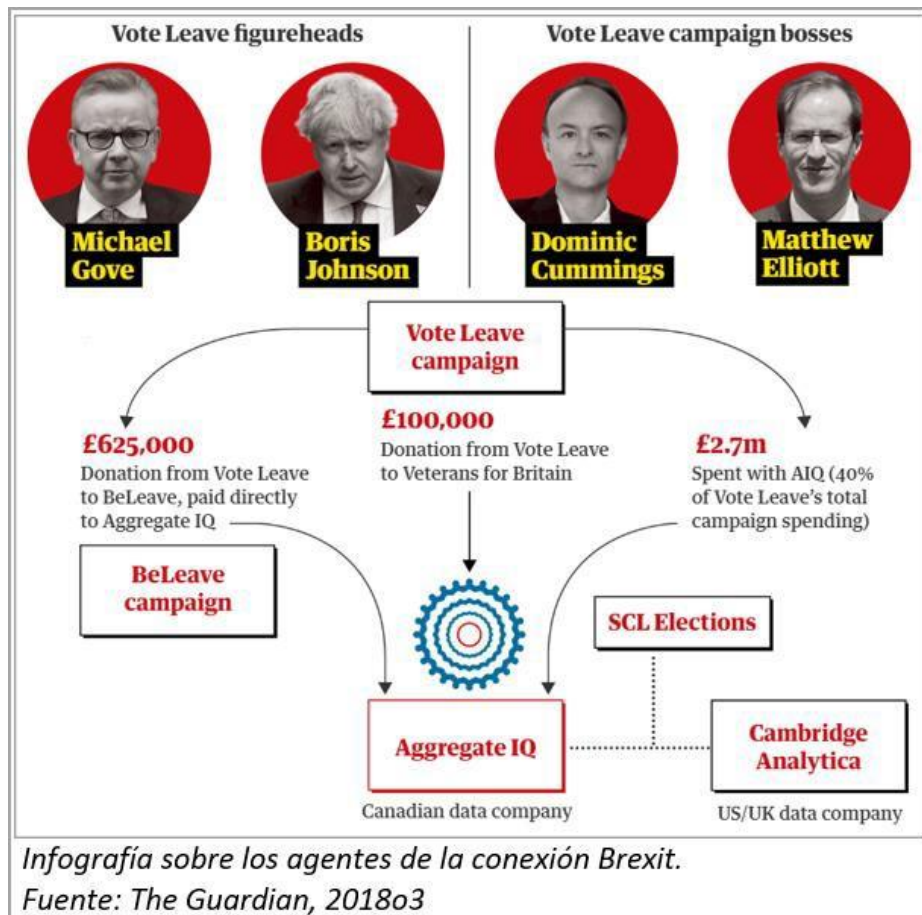 Vote Leave figureheads
Vote Leave campaign bosses
Michael
Gove
Boris
Johnson
Dominic
Cummings
Matthew
Elliott
Vote Leave
campaign
£625,000
Donation from Vote Leave
to BeLeave, paid directly
to Aggregate IQ
£100,000
Donation from Vote Leave
to Veterans for Britain
£2.7m
Spent with AIQ (40%
of Vote Leave's total
campaign spending)
BeLeave
campaign
SCL Elections
Aggregate IQ
Canadian data company
Cambridge
Analytica
US/UK data company
Infografía sobre los agentes de la conexión Brexit.
Fuente: The Guardian, 2018o3